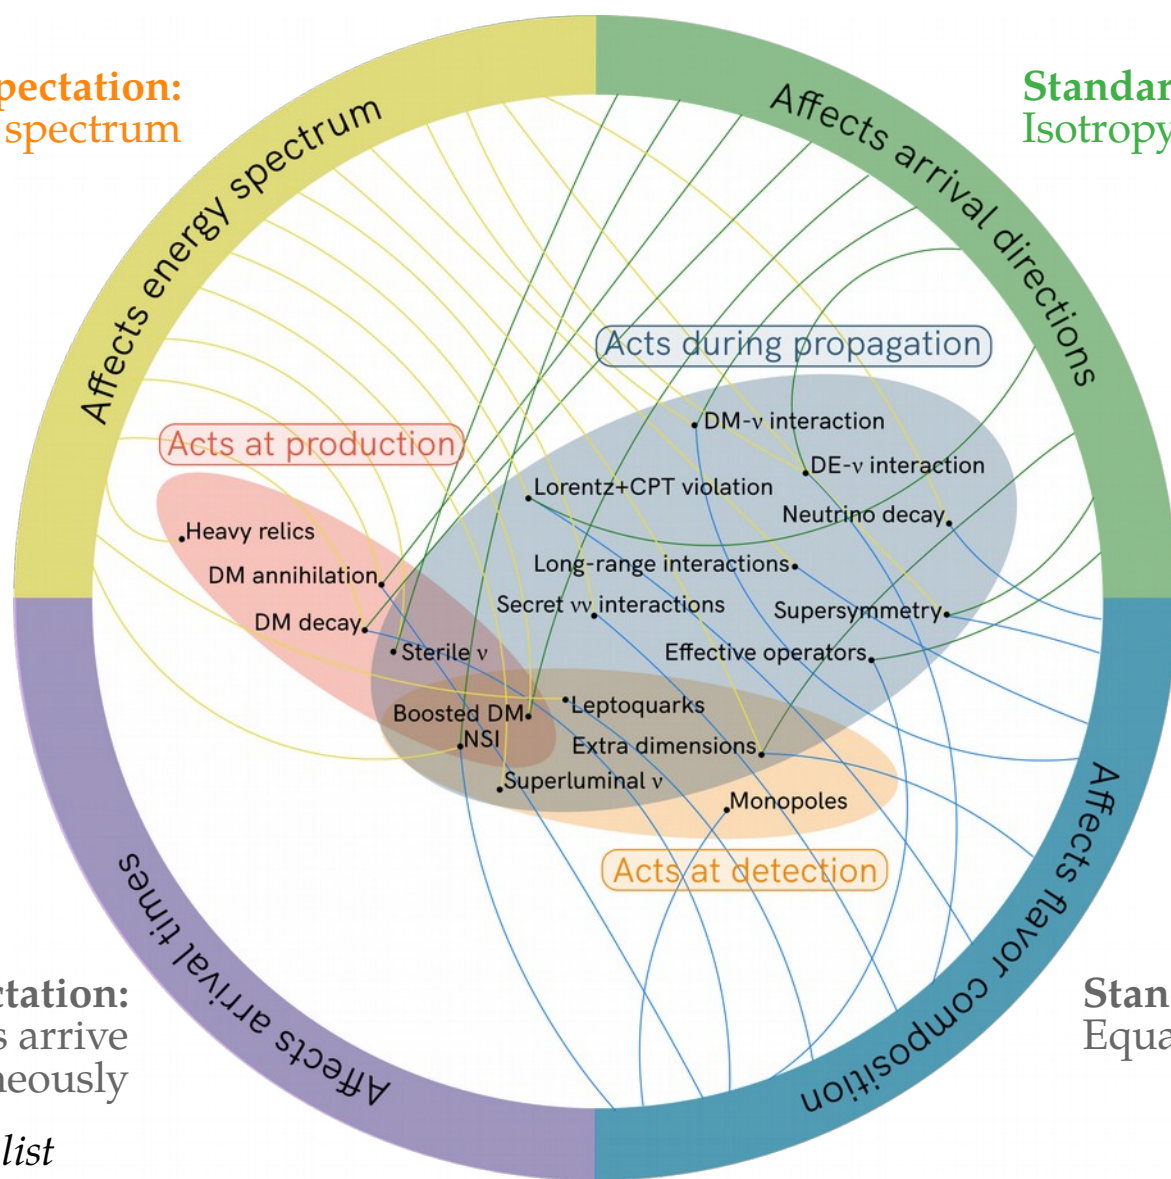 pectation:
spectrum
Standar
Isotropy
Affects energy spectrum
Affects arrival directions
Acts during propagation
Acts at production
DM-ν interaction
DE-ν interaction
Lorentz+CPT violation
Neutrino decay
Heavy relics
Long-range interactions
DM annihilation
Secret νν interactions
Supersymmetry
DM decay
Sterile ν
Effective operators
Leptoquarks
Boosted DM
NSI
Extra dimensions
Superluminal ν
Monopoles
Acts at detection
Affects arrival times
Affects flavor composition
ctation:
s arrive
neously
Stan
Equa
list